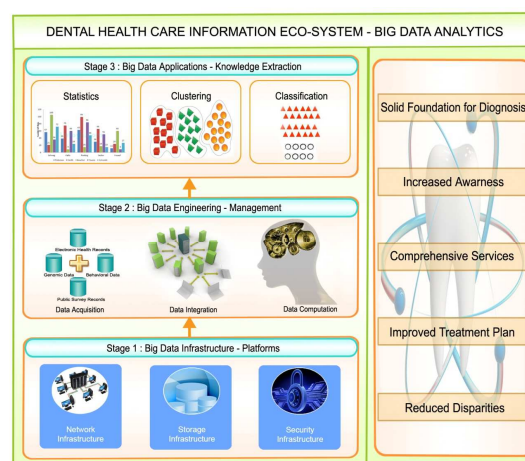 DENTAL HEALTH CARE INFORMATION ECO-SYSTEM - BIG DATA ANALYTICS
Stage 3 : Big Data Applications - Knowledge Extraction
Statistics
Clustering
Classification
Stage 2 : Big Data Engineering - Management
Electronic Health Records
Genomic Data
Behavioral Data
Public Survey Records
Data Acquisition
Data Integration
Data Computation
Stage 1 : Big Data Infrastructure - Platforms
Network
Infrastructure
Storage
Infrastructure
Security
Infrastructure
Solid Foundation for Diognosis
Increased Awarness
Comprehensive Services
Improved Treatment Plan
Reduced Disparities